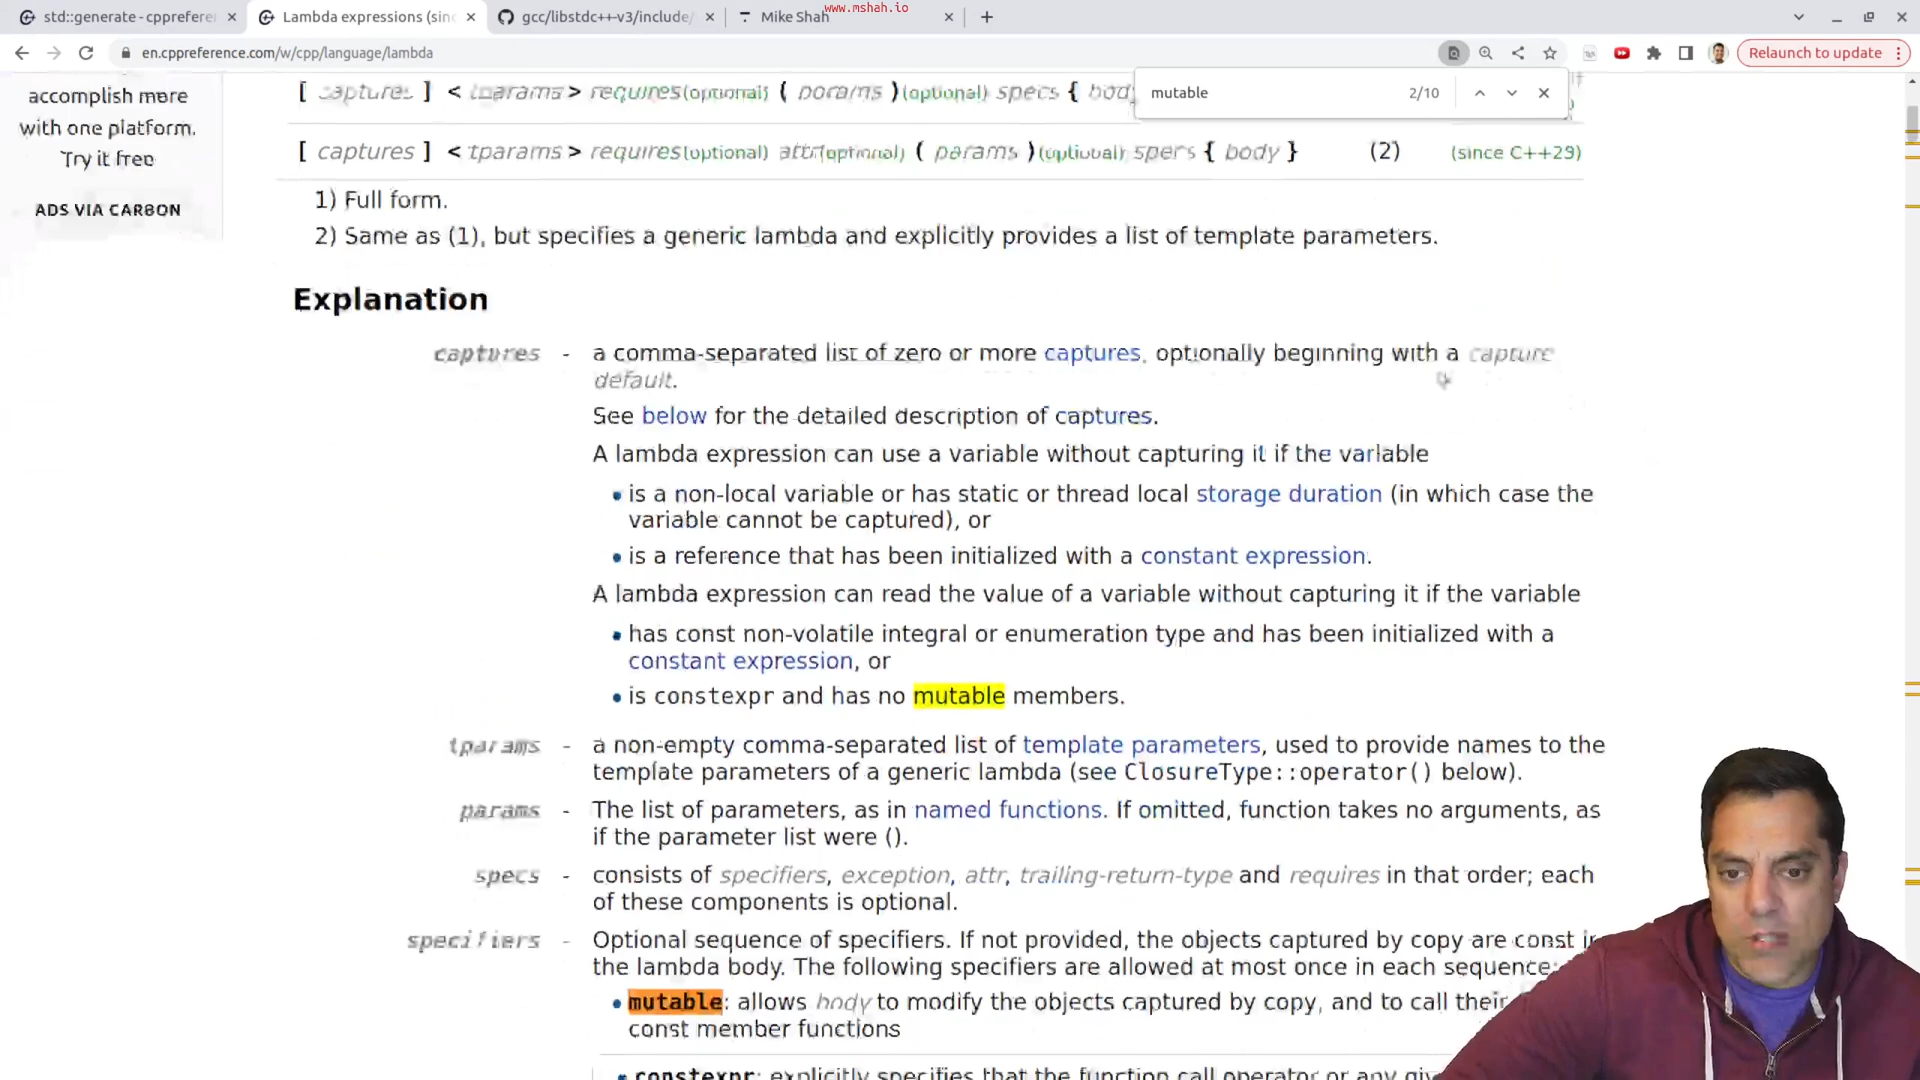 www.mshah.io
std::generate - cpprefere
Lambda expressions (sinc
gcc/libstdc++-v3/include/
Mike Shah
en.cppreference.com/w/cpp/language/lambda
Relaunch to update
mutable 2/10
accomplish more
with one platform.
Try it free
ADS VIA CARBON
[ captures ] < tparams > requires(optional) ( params )(optional) specs { body
[ captures ] < tparams > requires(optional) attr(optional) ( params )(optional) specs { body } (2) (since C++23)
1) Full form.
2) Same as (1), but specifies a generic lambda and explicitly provides a list of template parameters.
Explanation
captures - a comma-separated list of zero or more captures, optionally beginning with a capture
default.
See below for the detailed description of captures.
A lambda expression can use a variable without capturing it if the variable
• is a non-local variable or has static or thread local storage duration (in which case the
variable cannot be captured), or
• is a reference that has been initialized with a constant expression.
A lambda expression can read the value of a variable without capturing it if the variable
• has const non-volatile integral or enumeration type and has been initialized with a
constant expression, or
• is constexpr and has no mutable members.
tparams - a non-empty comma-separated list of template parameters, used to provide names to the
template parameters of a generic lambda (see ClosureType::operator() below).
params - The list of parameters, as in named functions. If omitted, function takes no arguments, as
if the parameter list were ().
specs - consists of specifiers, exception, attr, trailing-return-type and requires in that order; each
of these components is optional.
specifiers - Optional sequence of specifiers. If not provided, the objects captured by copy are const in
the lambda body. The following specifiers are allowed at most once in each sequence:
• mutable: allows body to modify the objects captured by copy, and to call their
const member functions
• constexpr: explicitly specifies that the function call operator or any giv